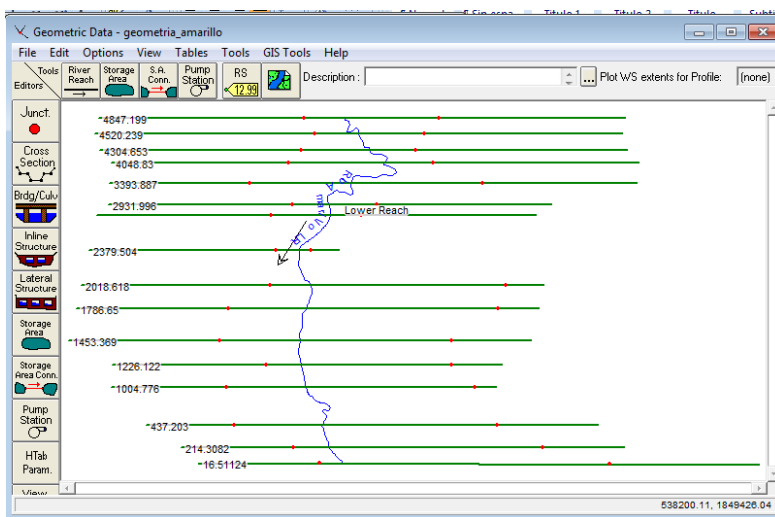 Geometric Data - geometria_amarillo
File Edit Options View Tables Tools GIS Tools Help
Tools
Editors
River Reach
Storage Area
S.A. Conn.
Pump Station
RS
12.99
Description :
...
Plot WS extents for Profile:
(none)
Junct.
Cross Section
Brdg/Culv
Inline Structure
Lateral Structure
Storage Area
Storage Area Conn.
Pump Station
HTab Param.
View
4847.199
4520.239
4304.653
4048.83
3393.887
2931.996
Lower Reach
2379.504
2018.618
1786.65
1453.369
1226.122
1004.776
437.203
214.3082
16.51124
538200.11, 1849426.04